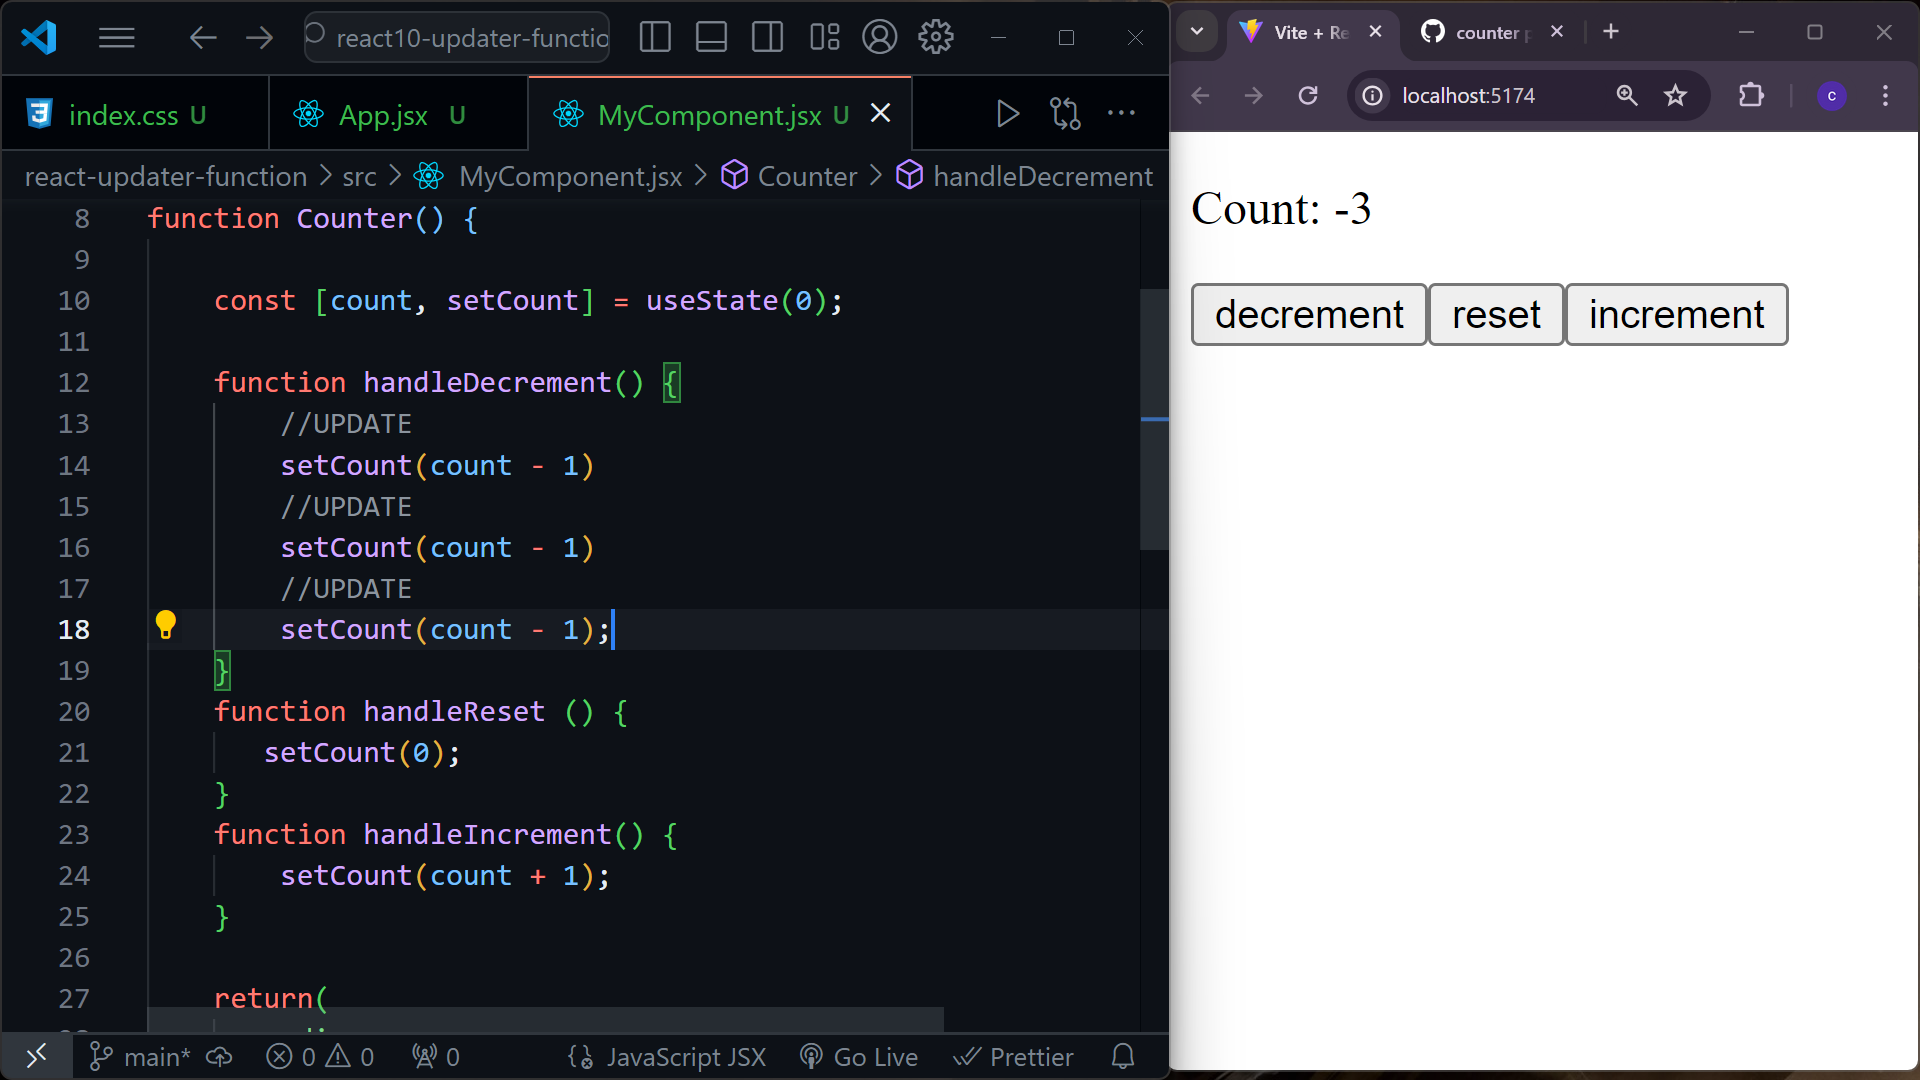 react10-updater-functio
index.css U
App.jsx U
MyComponent.jsx U
react-updater-function > src > MyComponent.jsx > Counter > handleDecrement
8 function Counter() {
9
10 const [count, setCount] = useState(0);
11
12 function handleDecrement() {
13 //UPDATE
14 setCount(count - 1)
15 //UPDATE
16 setCount(count - 1)
17 //UPDATE
18 setCount(count - 1);
19 }
20 function handleReset () {
21 setCount(0);
22 }
23 function handleIncrement() {
24 setCount(count + 1);
25 }
26
27 return(
main* 0 0 0 JavaScript JSX Go Live Prettier
Vite + Re
counter p
localhost:5174
c
Count: -3
decrement reset increment